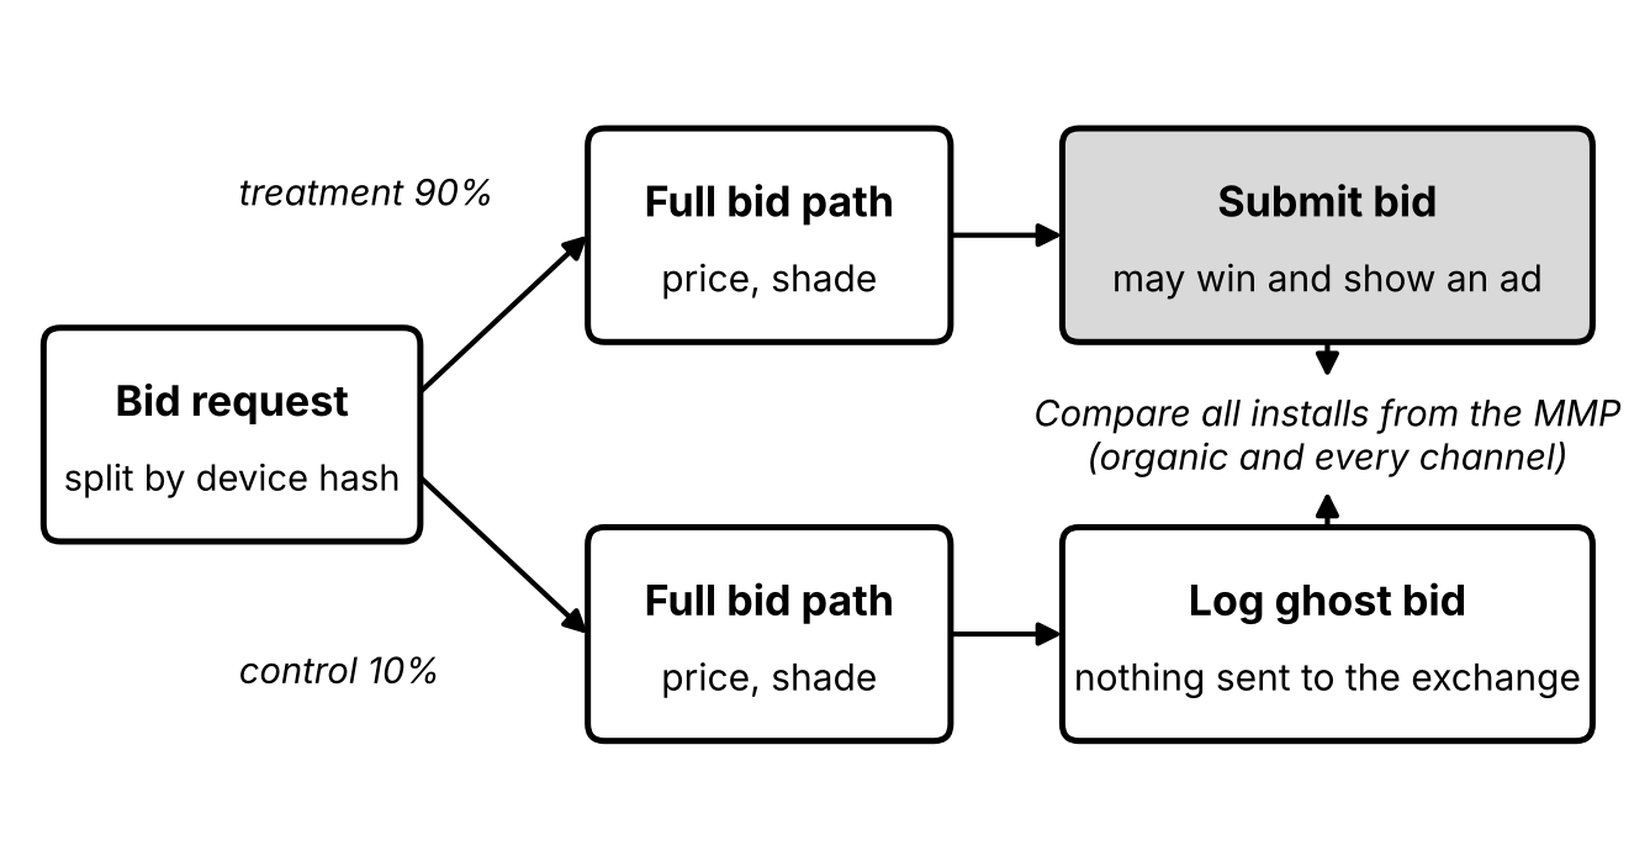 treatment 90%
Full bid path
price, shade
Submit bid
may win and show an ad
Bid request
split by device hash
Compare all installs from the MMP
(organic and every channel)
control 10%
Full bid path
price, shade
Log ghost bid
nothing sent to the exchange